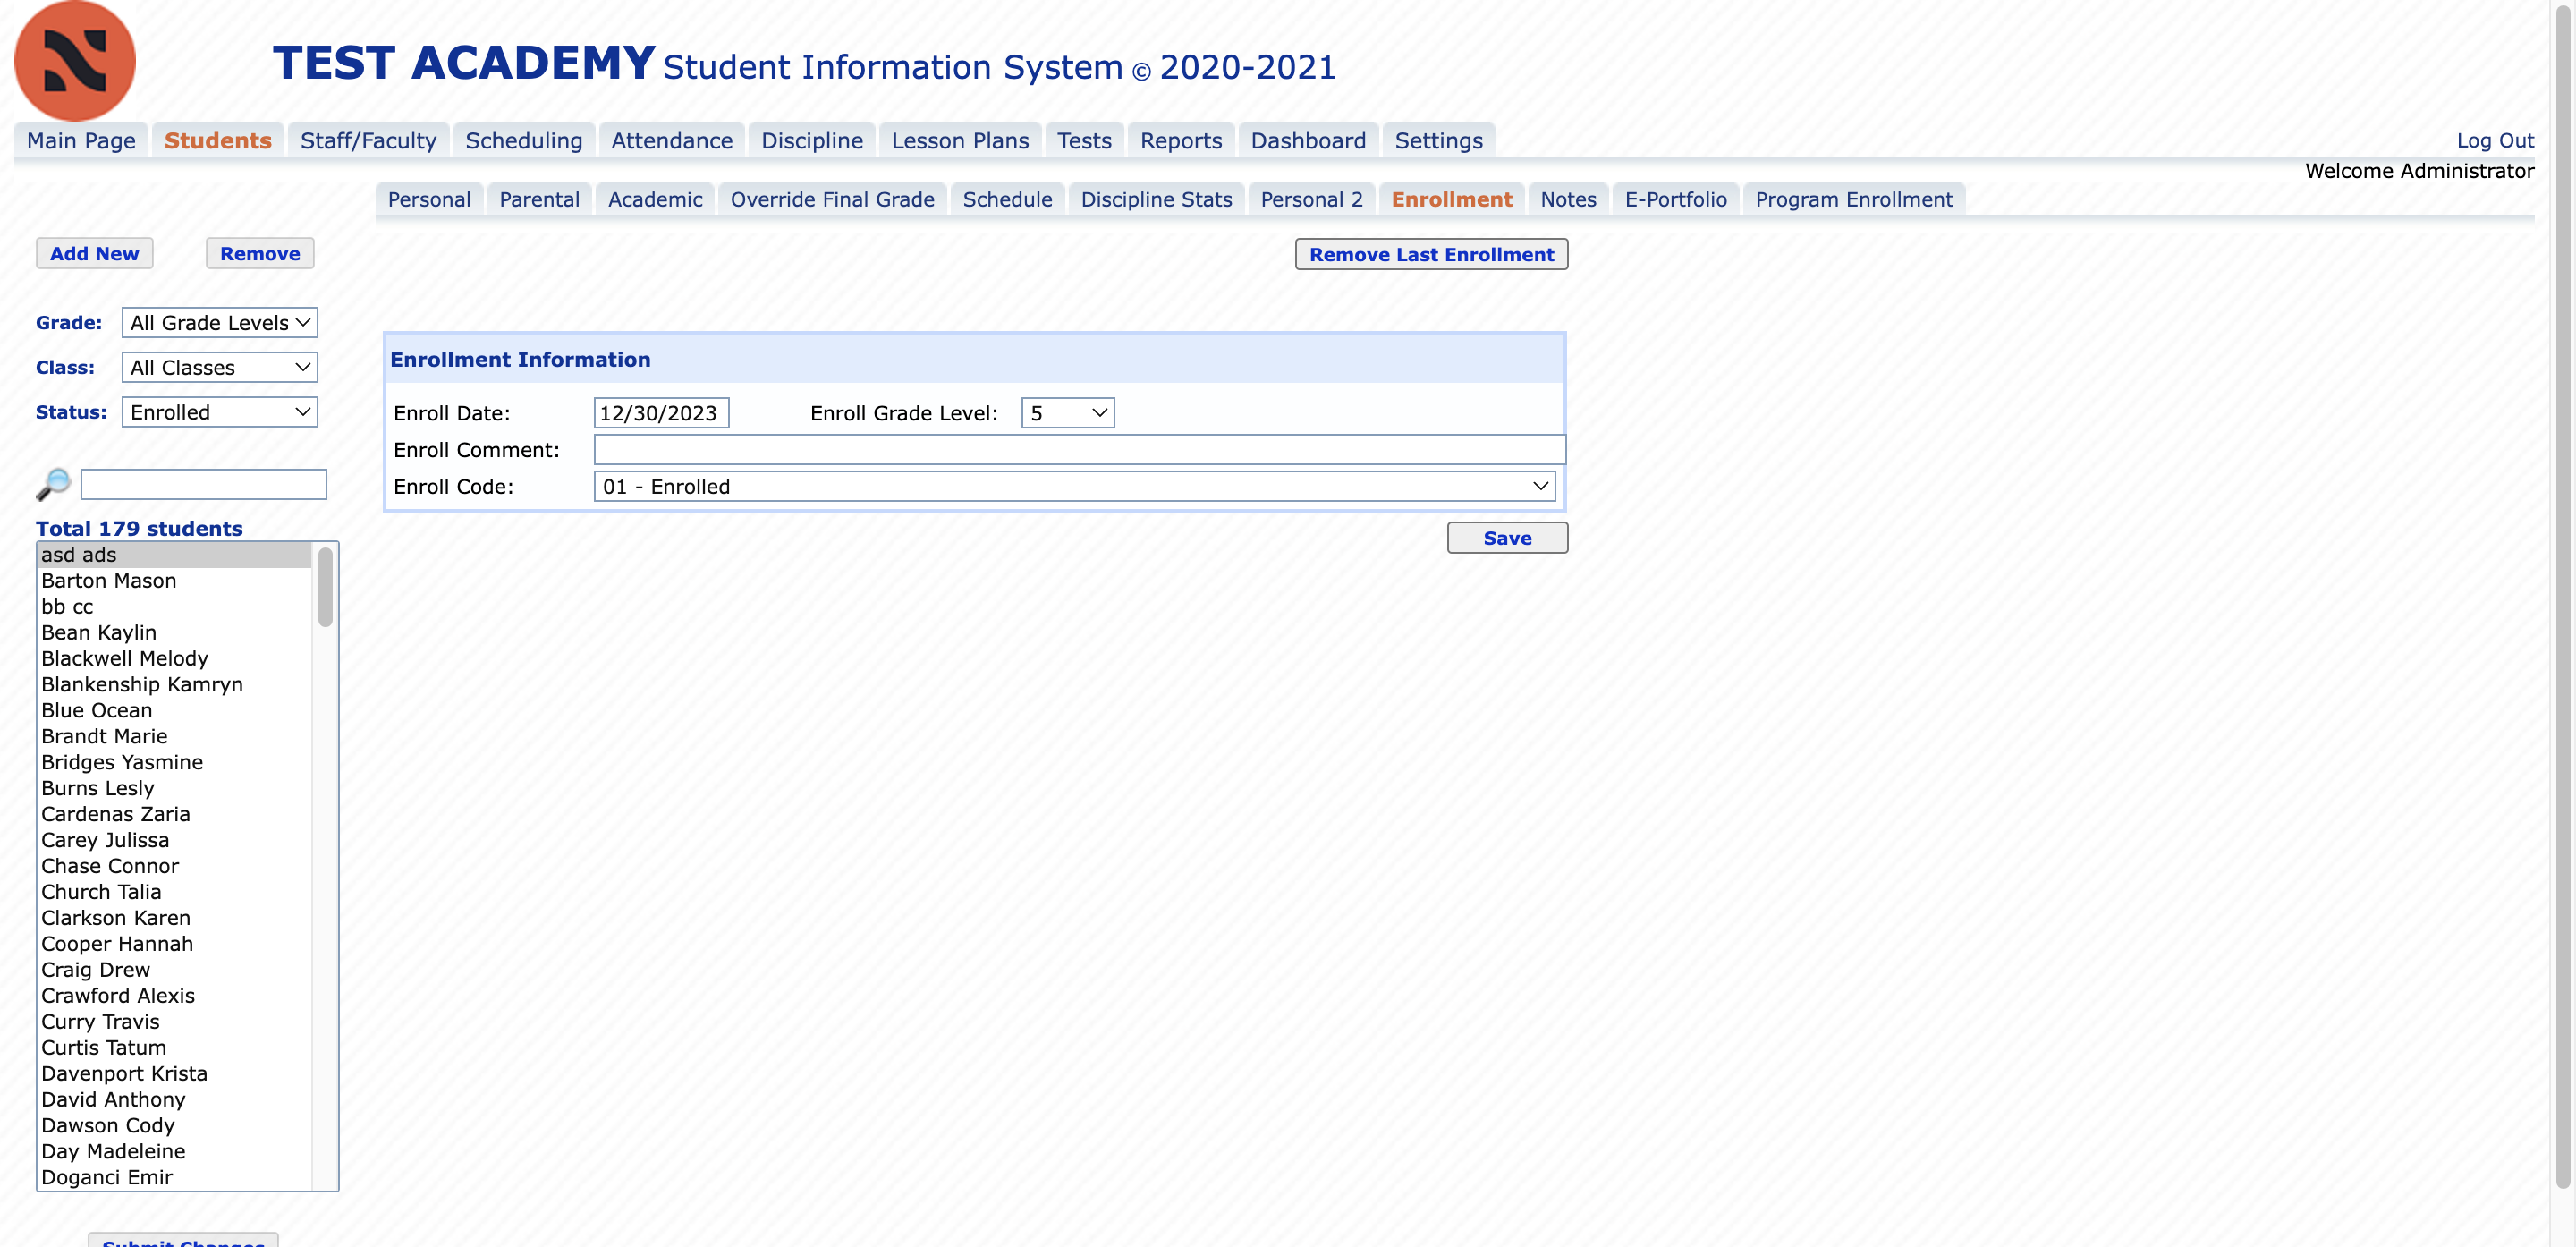 TEST ACADEMY Student Information System © 2020-2021
Main Page Students Staff/Faculty Scheduling Attendance Discipline Lesson Plans Tests Reports Dashboard Settings Log Out
Welcome Administrator
Personal Parental Academic Override Final Grade Schedule Discipline Stats Personal 2 Enrollment Notes E-Portfolio Program Enrollment
Add New Remove
Remove Last Enrollment
Grade: All Grade Levels
Class: All Classes
Status: Enrolled
Total 179 students
asd ads
Barton Mason
bb cc
Bean Kaylin
Blackwell Melody
Blankenship Kamryn
Blue Ocean
Brandt Marie
Bridges Yasmine
Burns Lesly
Cardenas Zaria
Carey Julissa
Chase Connor
Church Talia
Clarkson Karen
Cooper Hannah
Craig Drew
Crawford Alexis
Curry Travis
Curtis Tatum
Davenport Krista
David Anthony
Dawson Cody
Day Madeleine
Doganci Emir
Submit Changes
Enrollment Information
Enroll Date: 12/30/2023 Enroll Grade Level: 5
Enroll Comment:
Enroll Code: 01 - Enrolled
Save